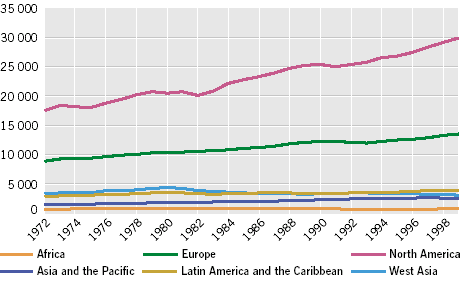 35 000
30 000
25 000
20 000
15 000
10 000
5 000
0
1972 1974 1976 1978 1980 1982 1984 1986 1988 1990 1992 1994 1996 1998
Africa Europe North America
Asia and the Pacific Latin America and the Caribbean West Asia